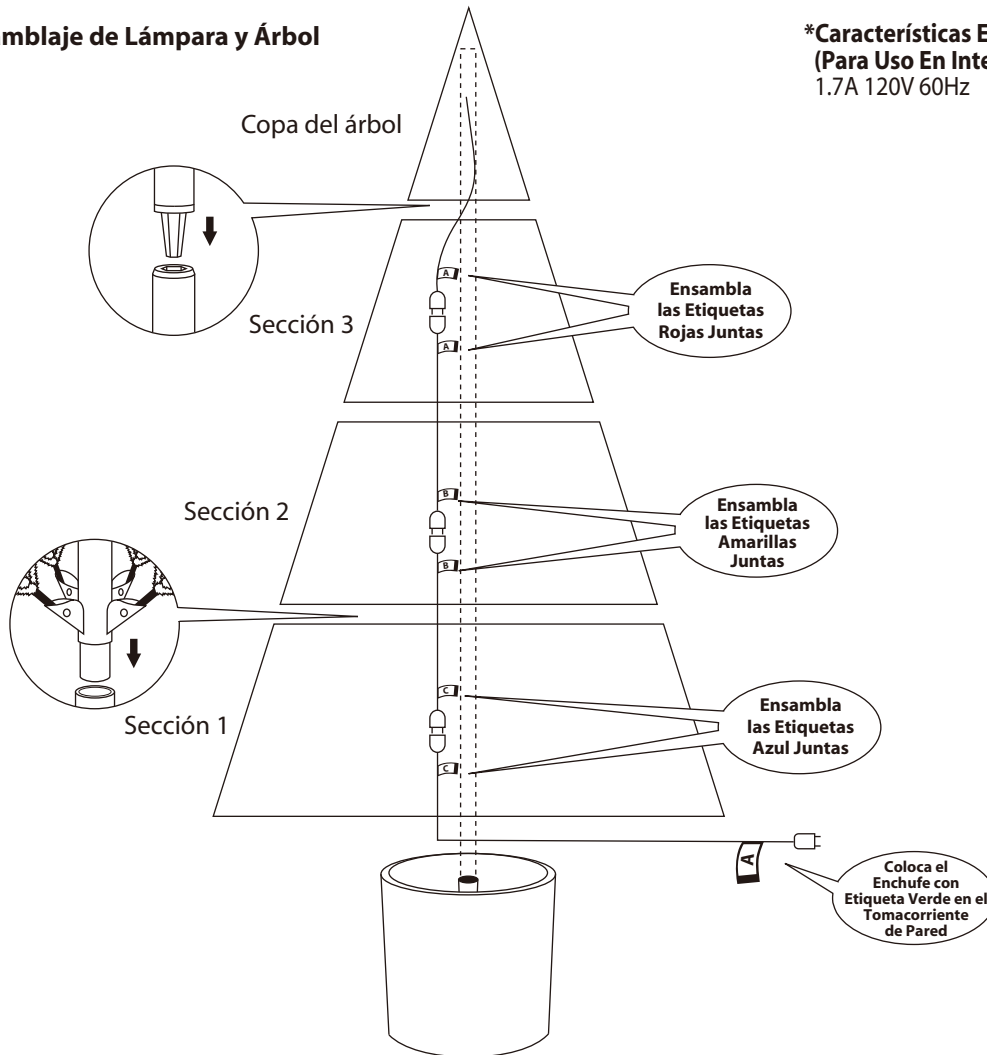 amblaje de Lámpara y Árbol
*Características E
(Para Uso En Inte
1.7A 120V 60Hz
Copa del árbol
A
Ensambla
las Etiquetas
Rojas Juntas
Sección 3
A
B
Ensambla
las Etiquetas
Amarillas
Juntas
Sección 2
B
C
Ensambla
las Etiquetas
Azul Juntas
Sección 1
C
A
Coloca el
Enchufe con
Etiqueta Verde en el
Tomacorriente
de Pared